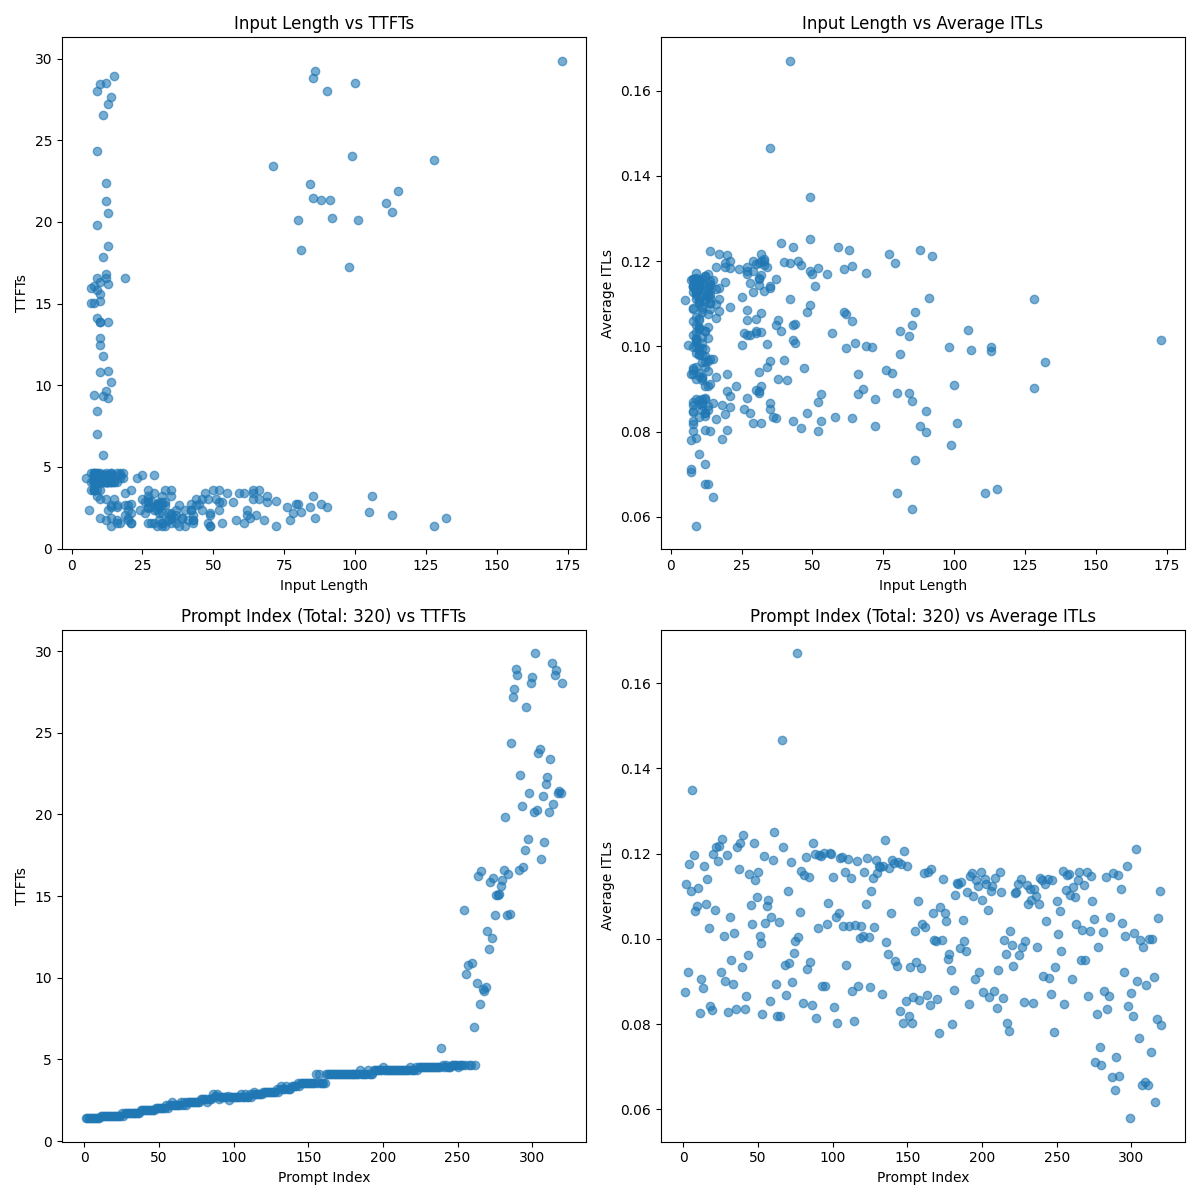 Input Length vs TTFTs
Input Length vs Average ITLs
30
25
20
15
10
5
0
TTFTs
0 25 50 75 100 125 150 175
Input Length
0.16
0.14
0.12
0.10
0.08
0.06
Average ITLs
0 25 50 75 100 125 150 175
Input Length
Prompt Index (Total: 320) vs TTFTs
Prompt Index (Total: 320) vs Average ITLs
30
25
20
15
10
5
0
TTFTs
0 50 100 150 200 250 300
Prompt Index
0.16
0.14
0.12
0.10
0.08
0.06
Average ITLs
0 50 100 150 200 250 300
Prompt Index